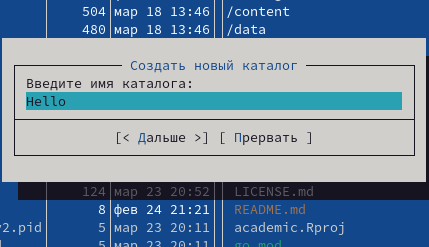 504 мар 18 13:46 /content
480 мар 18 13:46 /data
Создать новый каталог
Введите имя каталога:
Hello
[< Дальше >] [ Прервать ]
124 мар 23 20:52 LICENSE.md
8 фев 24 21:21 README.md
v2.pid 5 мар 23 20:11 academic.Rproj
5 мар 23 20:11 go.mod